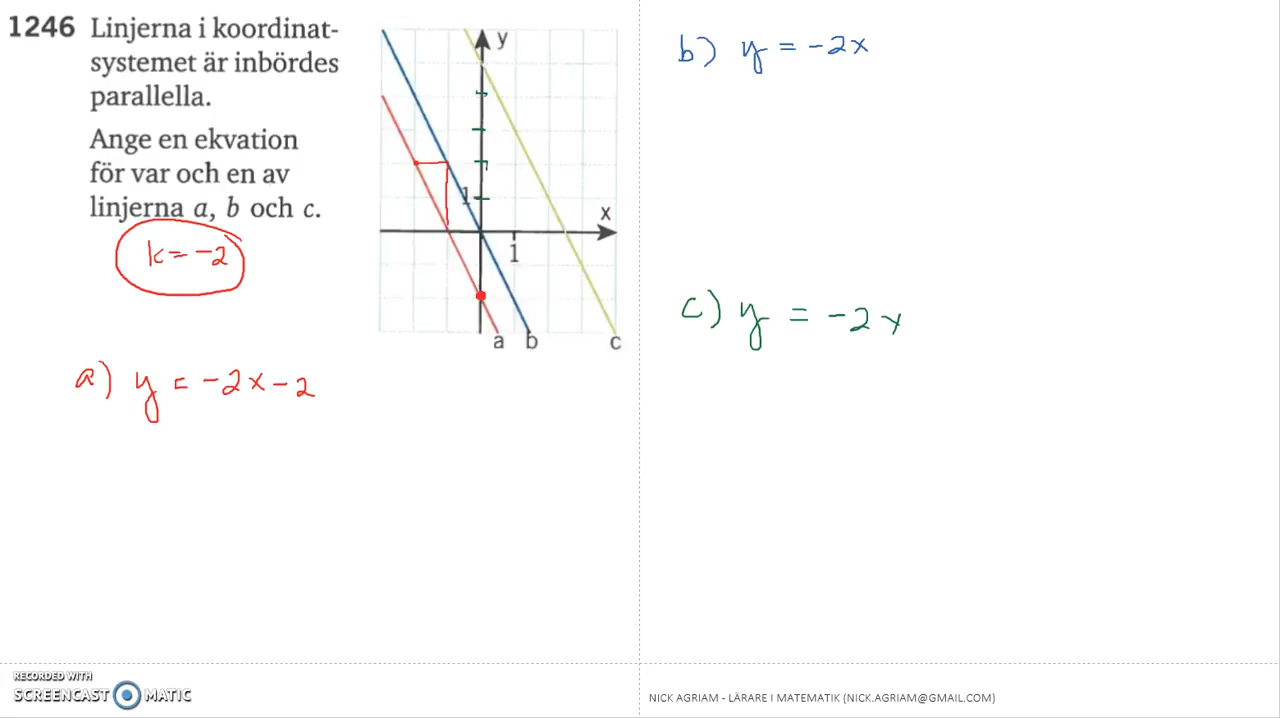 1246 Linjerna i koordinat-
systemet är inbördes
parallella.
Ange en ekvation
för var och en av
linjerna a, b och c.
k = -2
y
1
x
1
a b c
a) y = -2x - 2
b) y = -2x
c) y = -2x
RECORDED WITH
SCREENCAST MATIC
NICK AGRIAM - LÄRARE I MATEMATIK (NICK.AGRIAM@GMAIL.COM)